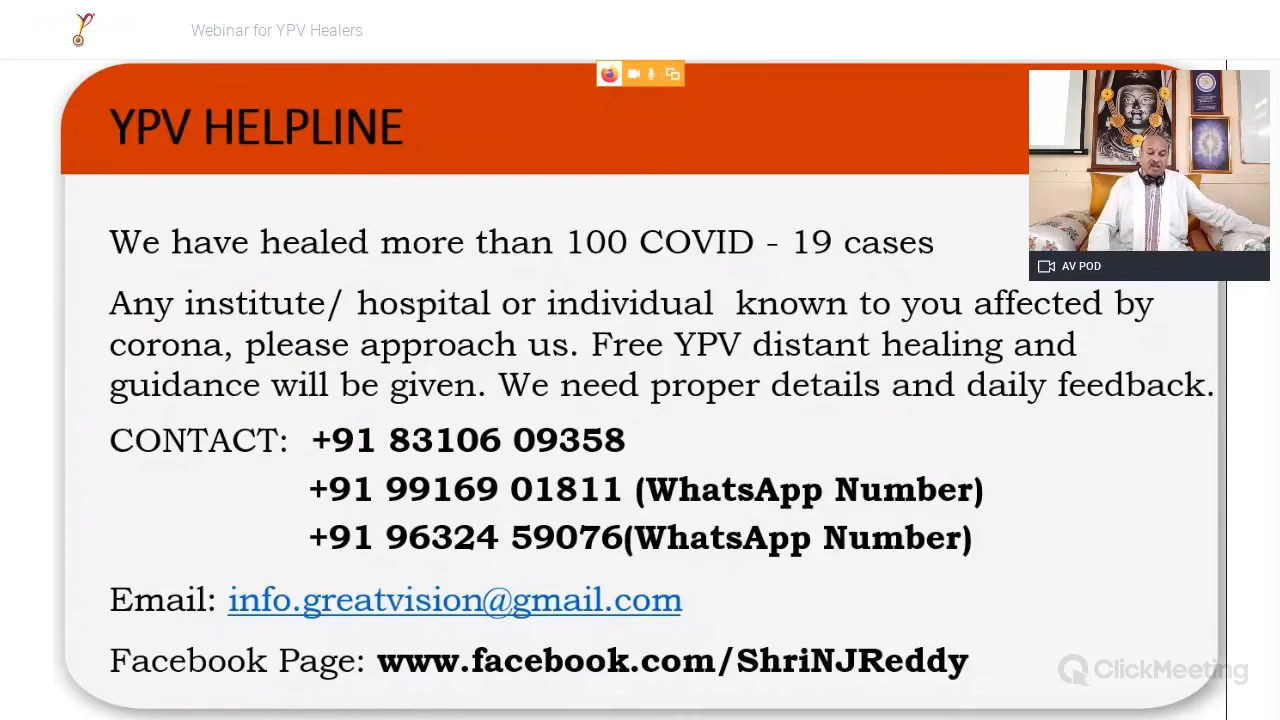 Webinar for YPV Healers
YPV HELPLINE
AV POD
We have healed more than 100 COVID - 19 cases
Any institute/ hospital or individual known to you affected by
corona, please approach us. Free YPV distant healing and
guidance will be given. We need proper details and daily feedback.
CONTACT: +91 83106 09358
+91 99169 01811 (WhatsApp Number)
+91 96324 59076(WhatsApp Number)
Email: info.greatvision@gmail.com
Facebook Page: www.facebook.com/ShriNJReddy
ClickMeeting